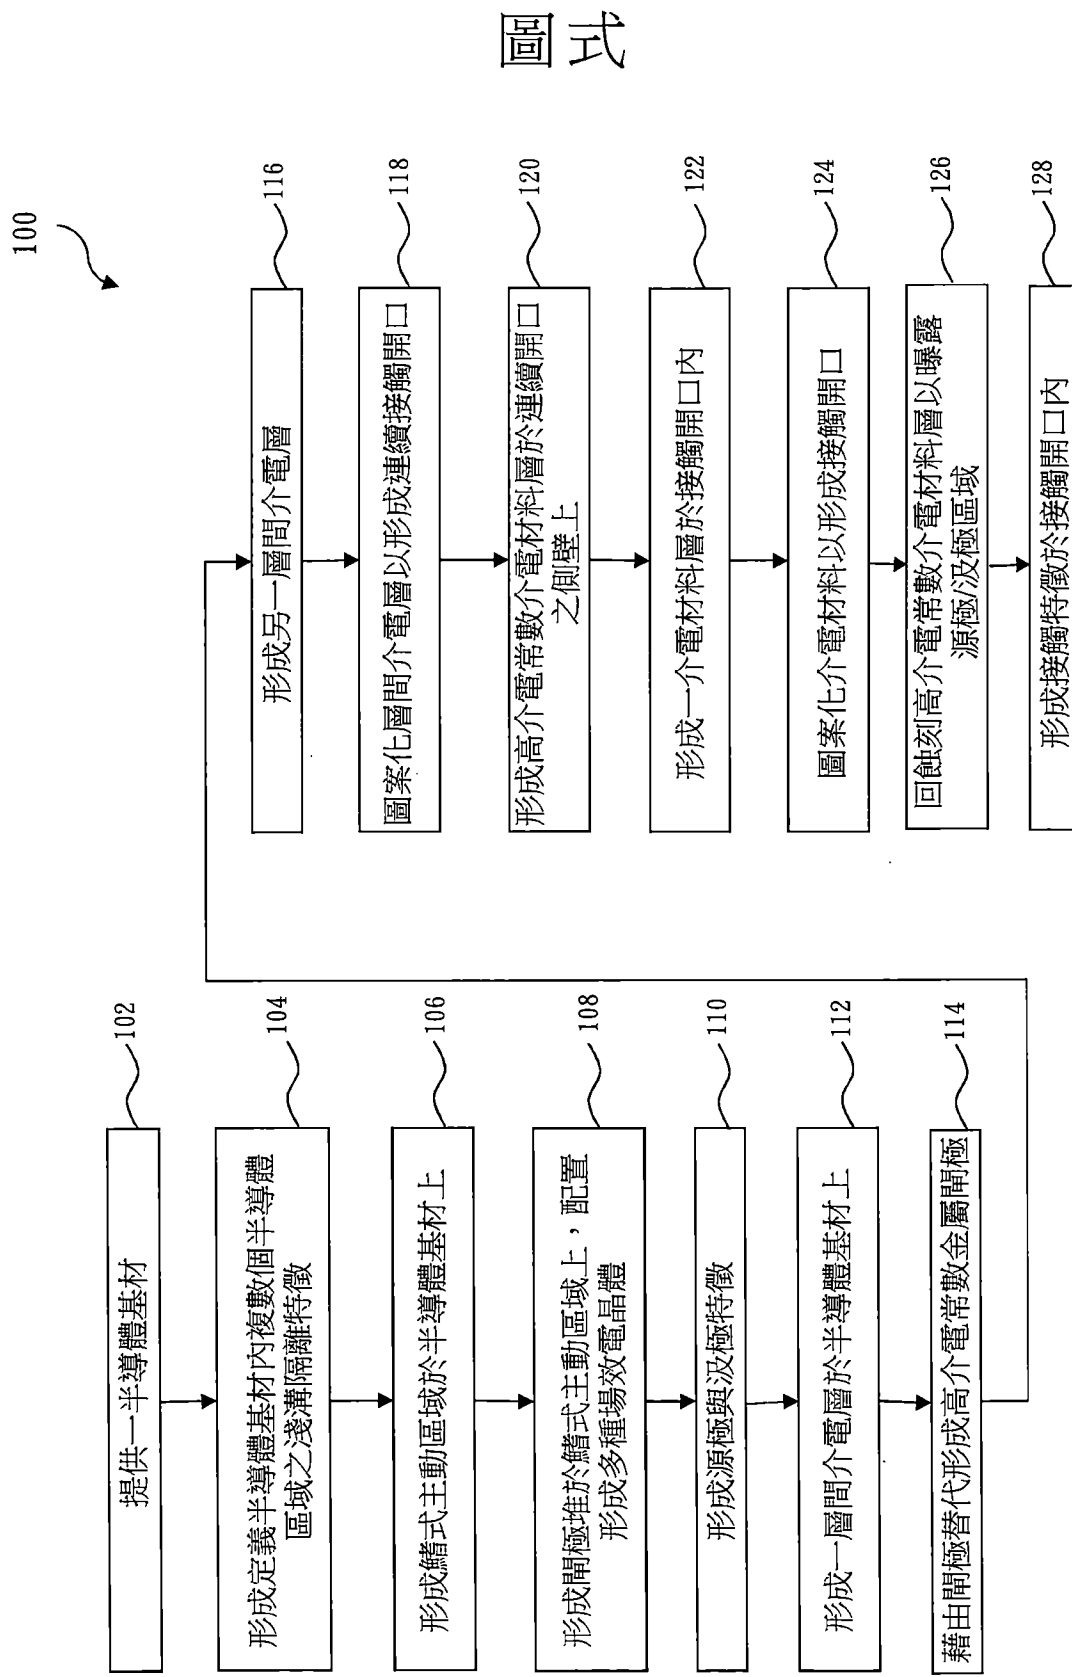 圖式
100
提供一半導體基材
102
形成定義半導體基材內複數個半導體
區域之淺溝隔離特徵
104
形成鰭式主動區域於半導體基材上
106
形成閘極堆於鰭式主動區域上，配置
形成多種場效電晶體
108
形成源極與汲極特徵
110
形成一層間介電層於半導體基材上
112
藉由閘極替代形成高介電常數金屬閘極
114
形成另一層間介電層
116
圖案化層間介電層以形成連續接觸開口
118
形成高介電常數介電材料層於連續開口
之側壁上
120
形成一介電材料層於接觸開口內
122
圖案化介電材料以形成接觸開口
124
回蝕刻高介電常數介電材料層以曝露
源極/汲極區域
126
形成接觸特徵於接觸開口內
128